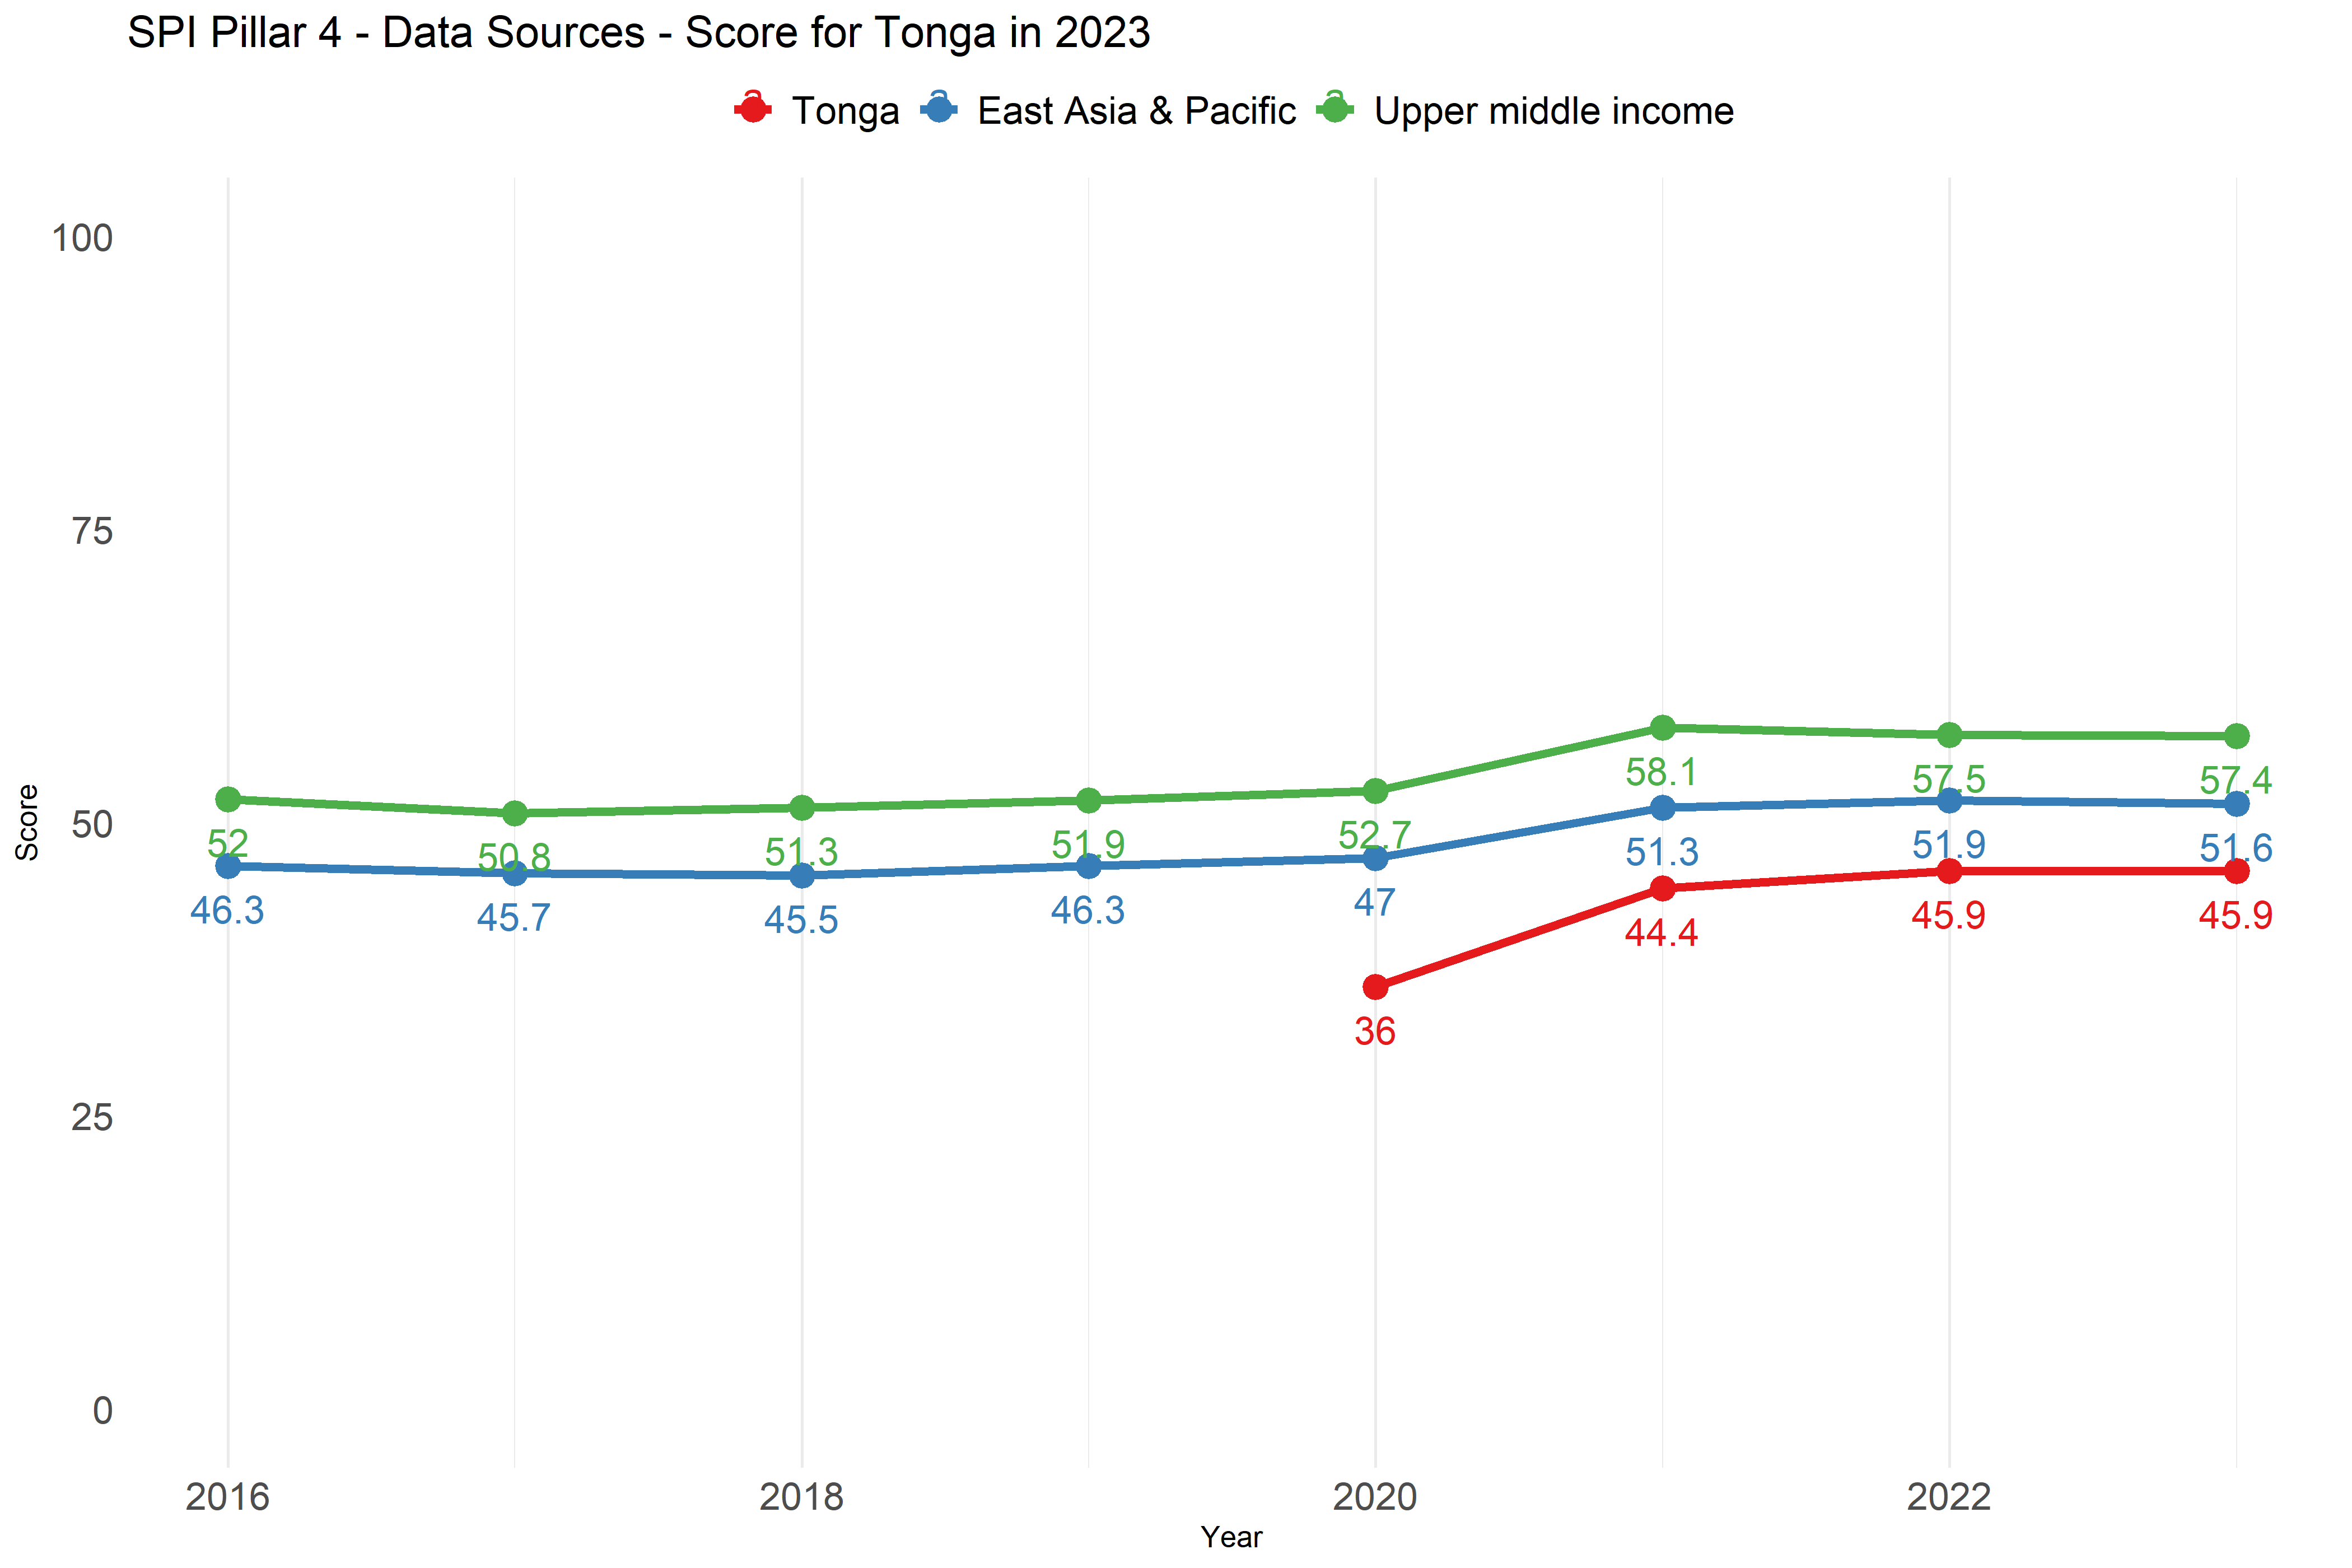 SPI Pillar 4 - Data Sources - Score for Tonga in 2023
a Tonga a East Asia & Pacific a Upper middle income
100
75
50
25
0
Score
52 50.8 51.3 51.9 52.7 58.1 57.5 57.4
46.3 45.7 45.5 46.3 47 51.3 51.9 51.6
36 44.4 45.9 45.9
2016 2018 2020 2022
Year